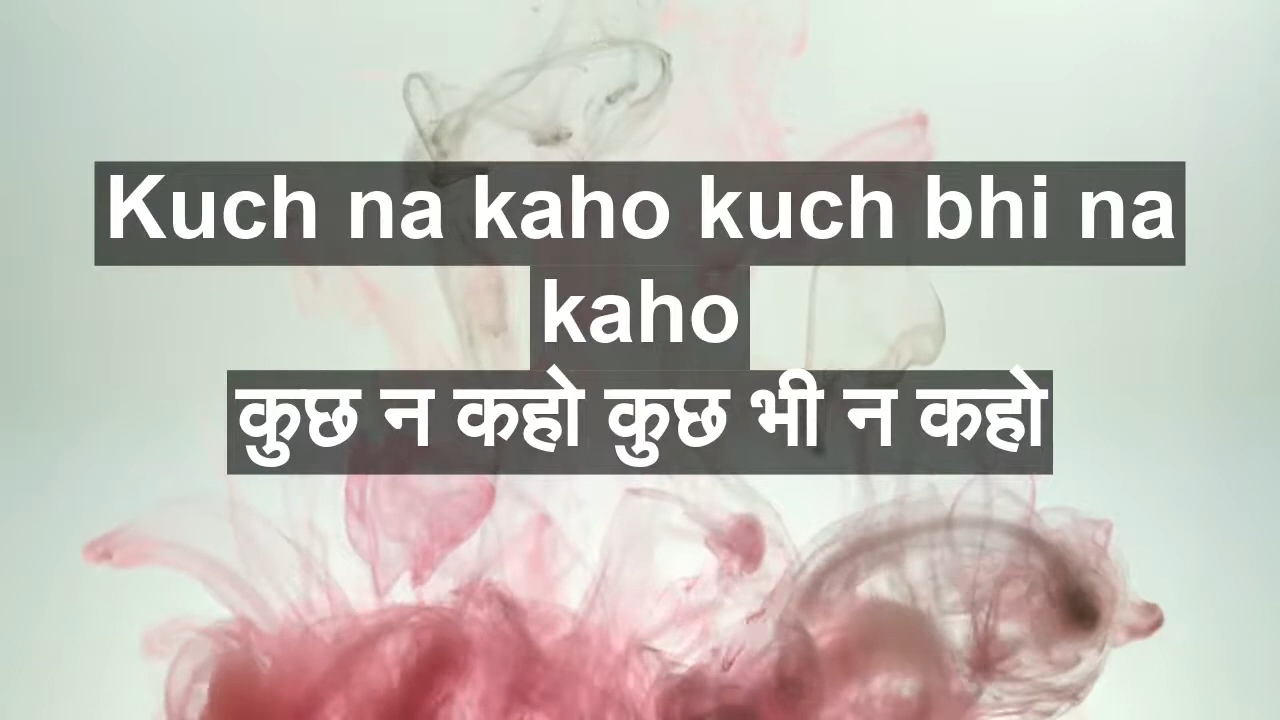 Kuch na kaho kuch bhi na
kaho
कुछ न कहो कुछ भी न कहो